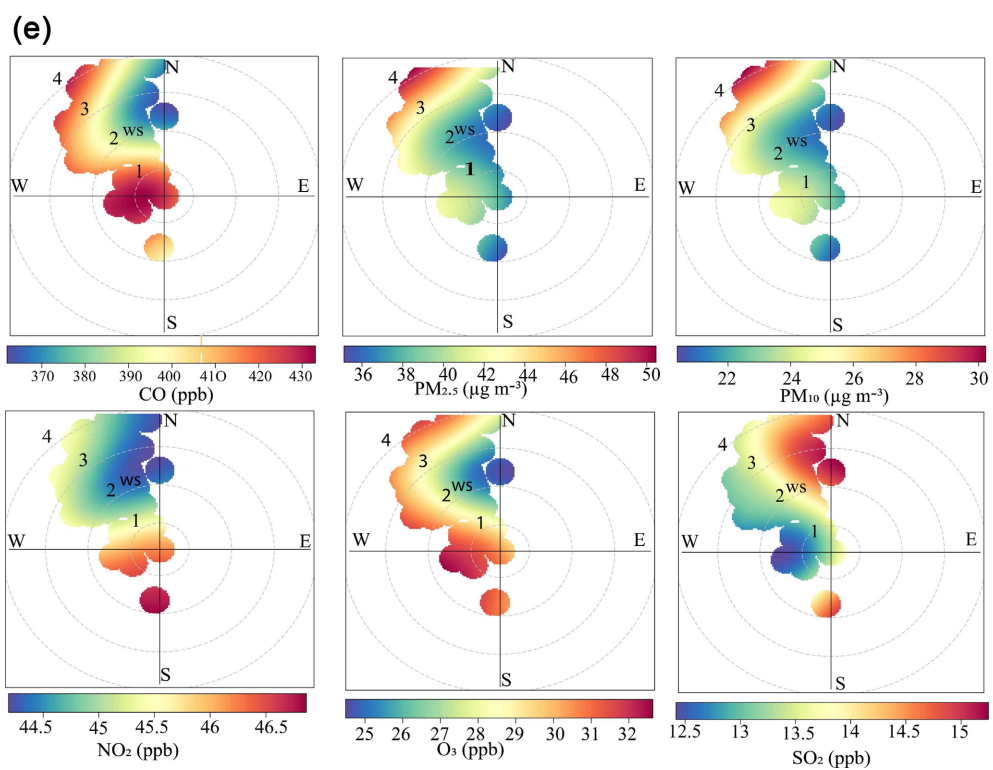 (e)
N
4
3
2 ws
1
W E
S
370 380 390 400 410 420 430
CO (ppb)
N
4
3
2 ws
1
W E
S
36 38 40 42 44 46 48 50
PM₂.₅ (µg m⁻³)
N
4
3
2 ws
1
W E
S
22 24 26 28 30
PM₁₀ (µg m⁻³)
N
4
3
2 ws
1
W E
S
44.5 45 45.5 46 46.5
NO₂ (ppb)
N
4
3
2 ws
1
W E
S
25 26 27 28 29 30 31 32
O₃ (ppb)
N
4
3
2 ws
1
W E
S
12.5 13 13.5 14 14.5 15
SO₂ (ppb)